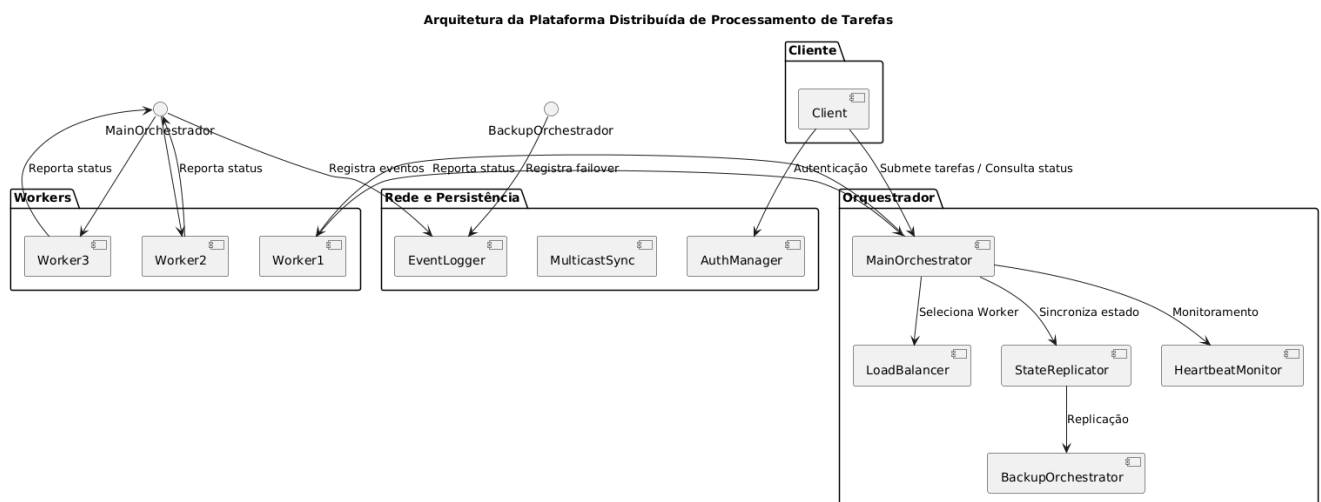 Arquitetura da Plataforma Distribuída de Processamento de Tarefas
Cliente
Client
MainOrchestrador
BackupOrchestrador
Reporta status
Reporta status
Registra eventos
Reporta status
Registra failover
Autenticação
Submete tarefas / Consulta status
Workers
Rede e Persistência
Orquestrador
Worker3
Worker2
Worker1
EventLogger
MulticastSync
AuthManager
MainOrchestrator
Seleciona Worker
Sincroniza estado
Monitoramento
LoadBalancer
StateReplicator
HeartbeatMonitor
Replicação
BackupOrchestrator